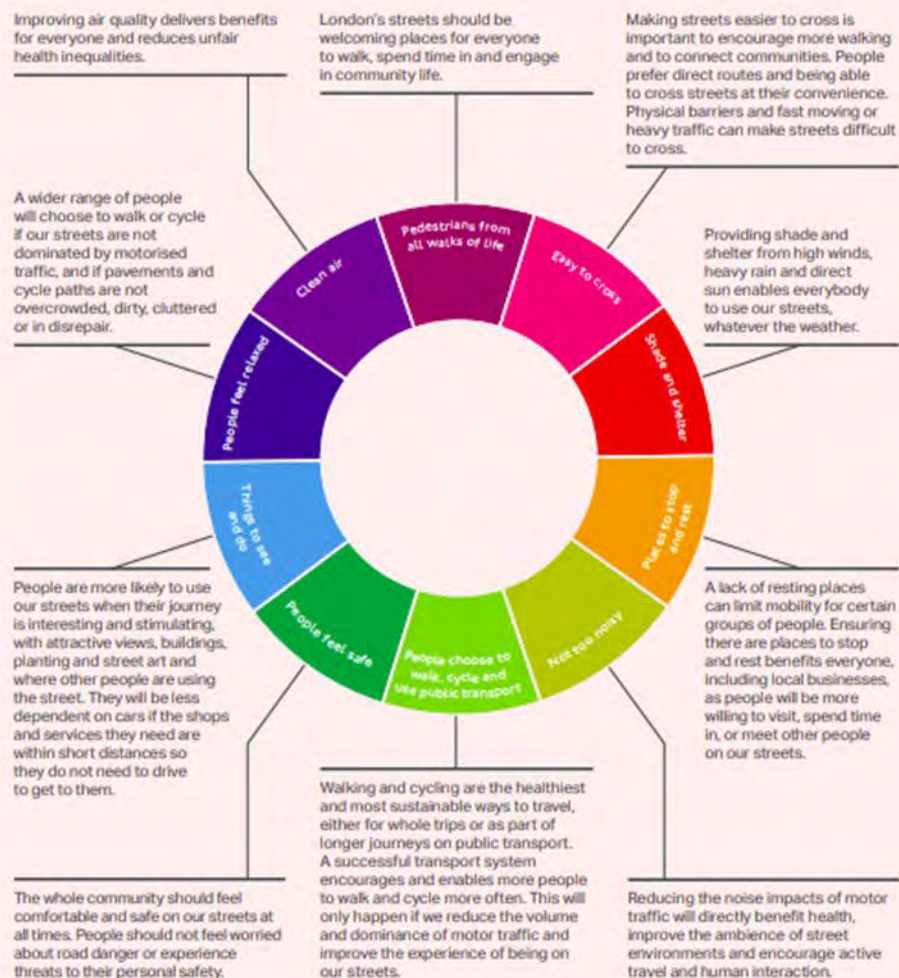 Improving air quality delivers benefits
for everyone and reduces unfair
health inequalities.
London's streets should be
welcoming places for everyone
to walk, spend time in and engage
in community life.
Making streets easier to cross is
important to encourage more walking
and to connect communities. People
prefer direct routes and being able
to cross streets at their convenience.
Physical barriers and fast moving or
heavy traffic can make streets difficult
to cross.
A wider range of people
will choose to walk or cycle
if our streets are not
dominated by motorised
traffic, and if pavements and
cycle paths are not
overcrowded, dirty, cluttered
or in disrepair.
Providing shade and
shelter from high winds,
heavy rain and direct
sun enables everybody
to use our streets,
whatever the weather.
Pedestrians from
all walks of life
Easy to cross
Shade and shelter
Places to stop
and rest
Not too noisy
People choose to
walk, cycle and
use public transport
People feel safe
Things to see
and do
People feel relaxed
Clean air
People are more likely to use
our streets when their journey
is interesting and stimulating,
with attractive views, buildings,
planting and street art and
where other people are using
the street. They will be less
dependent on cars if the shops
and services they need are
within short distances so
they do not need to drive
to get to them.
A lack of resting places
can limit mobility for certain
groups of people. Ensuring
there are places to stop
and rest benefits everyone,
including local businesses,
as people will be more
willing to visit, spend time
in, or meet other people
on our streets.
The whole community should feel
comfortable and safe on our streets at
all times. People should not feel worried
about road danger or experience
threats to their personal safety.
Walking and cycling are the healthiest
and most sustainable ways to travel,
either for whole trips or as part of
longer journeys on public transport.
A successful transport system
encourages and enables more people
to walk and cycle more often. This will
only happen if we reduce the volume
and dominance of motor traffic and
improve the experience of being on
our streets.
Reducing the noise impacts of motor
traffic will directly benefit health,
improve the ambience of street
environments and encourage active
travel and human interaction.